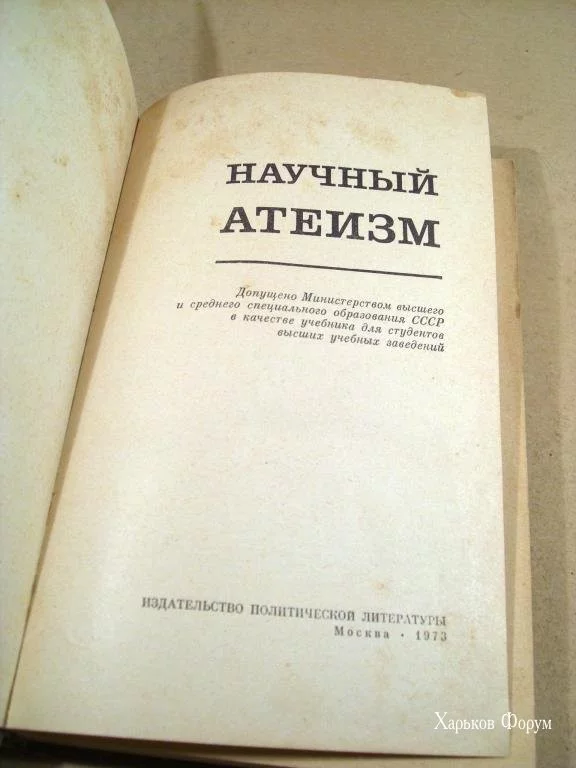 НАУЧНЫЙ
АТЕИЗМ
Допущено Министерством высшего
и среднего специального образования СССР
в качестве учебника для студентов
высших учебных заведений
ИЗДАТЕЛЬСТВО ПОЛИТИЧЕСКОЙ ЛИТЕРАТУРЫ
Москва · 1973
Харьков Форум